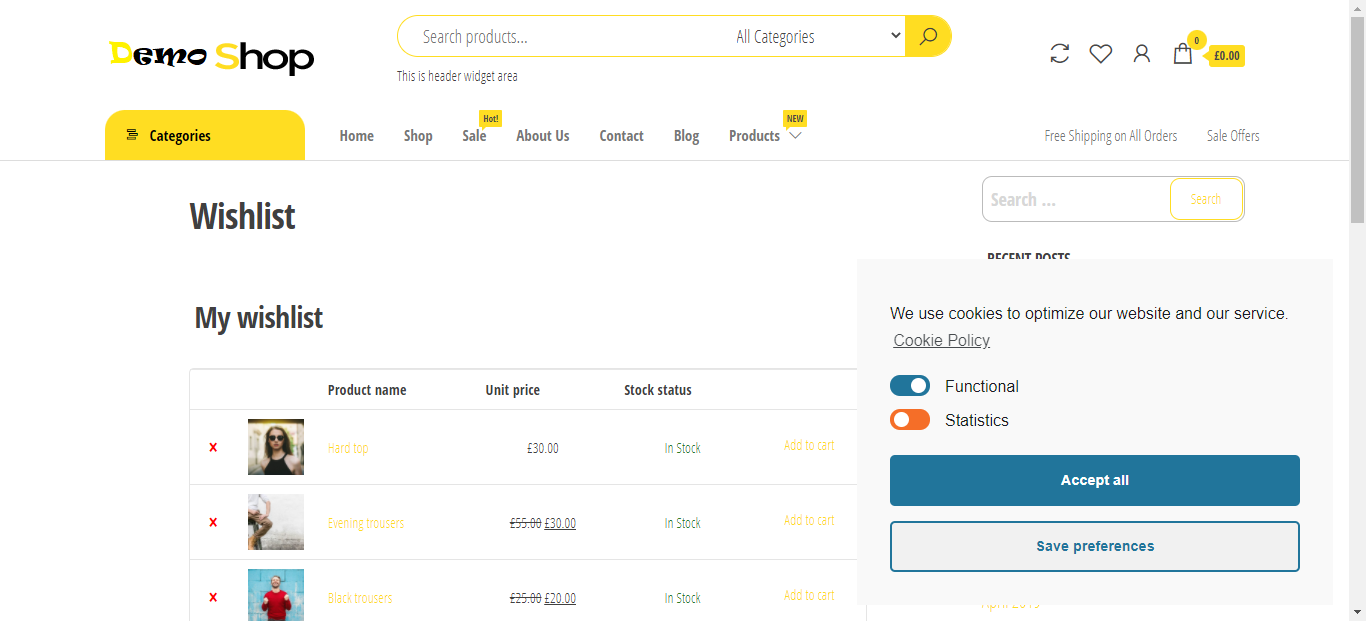 Demo Shop
Search products...
All Categories
This is header widget area
0
£0.00
Categories
Home
Shop
Sale
Hot!
About Us
Contact
Blog
Products
NEW
Free Shipping on All Orders
Sale Offers
Wishlist
Search ...
Search
RECENT POSTS
My wishlist
Product name Unit price Stock status
x Hard top £30.00 In Stock Add to cart
x Evening trousers £55.00 £30.00 In Stock Add to cart
x Black trousers £25.00 £20.00 In Stock Add to cart
We use cookies to optimize our website and our service.
Cookie Policy
Functional
Statistics
Accept all
Save preferences
April 2019